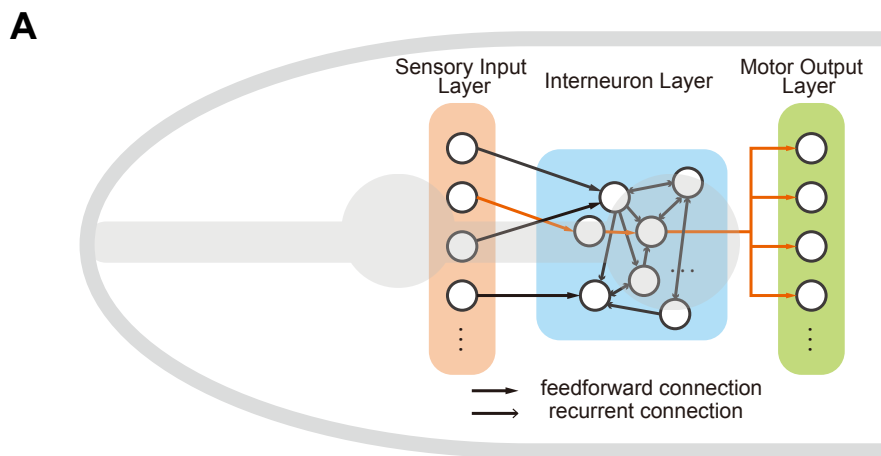 A
Sensory Input
Layer
Interneuron Layer
Motor Output
Layer
feedforward connection
recurrent connection